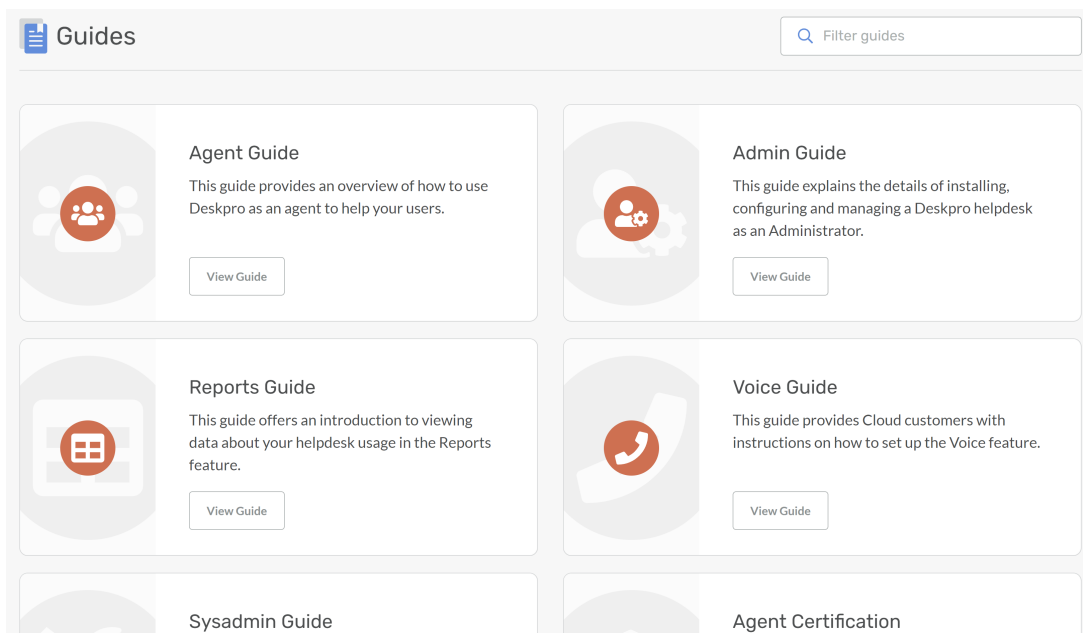 Guides
Filter guides
Agent Guide
This guide provides an overview of how to use
Deskpro as an agent to help your users.
View Guide
Admin Guide
This guide explains the details of installing,
configuring and managing a Deskpro helpdesk
as an Administrator.
View Guide
Reports Guide
This guide offers an introduction to viewing
data about your helpdesk usage in the Reports
feature.
View Guide
Voice Guide
This guide provides Cloud customers with
instructions on how to set up the Voice feature.
View Guide
Sysadmin Guide
Agent Certification